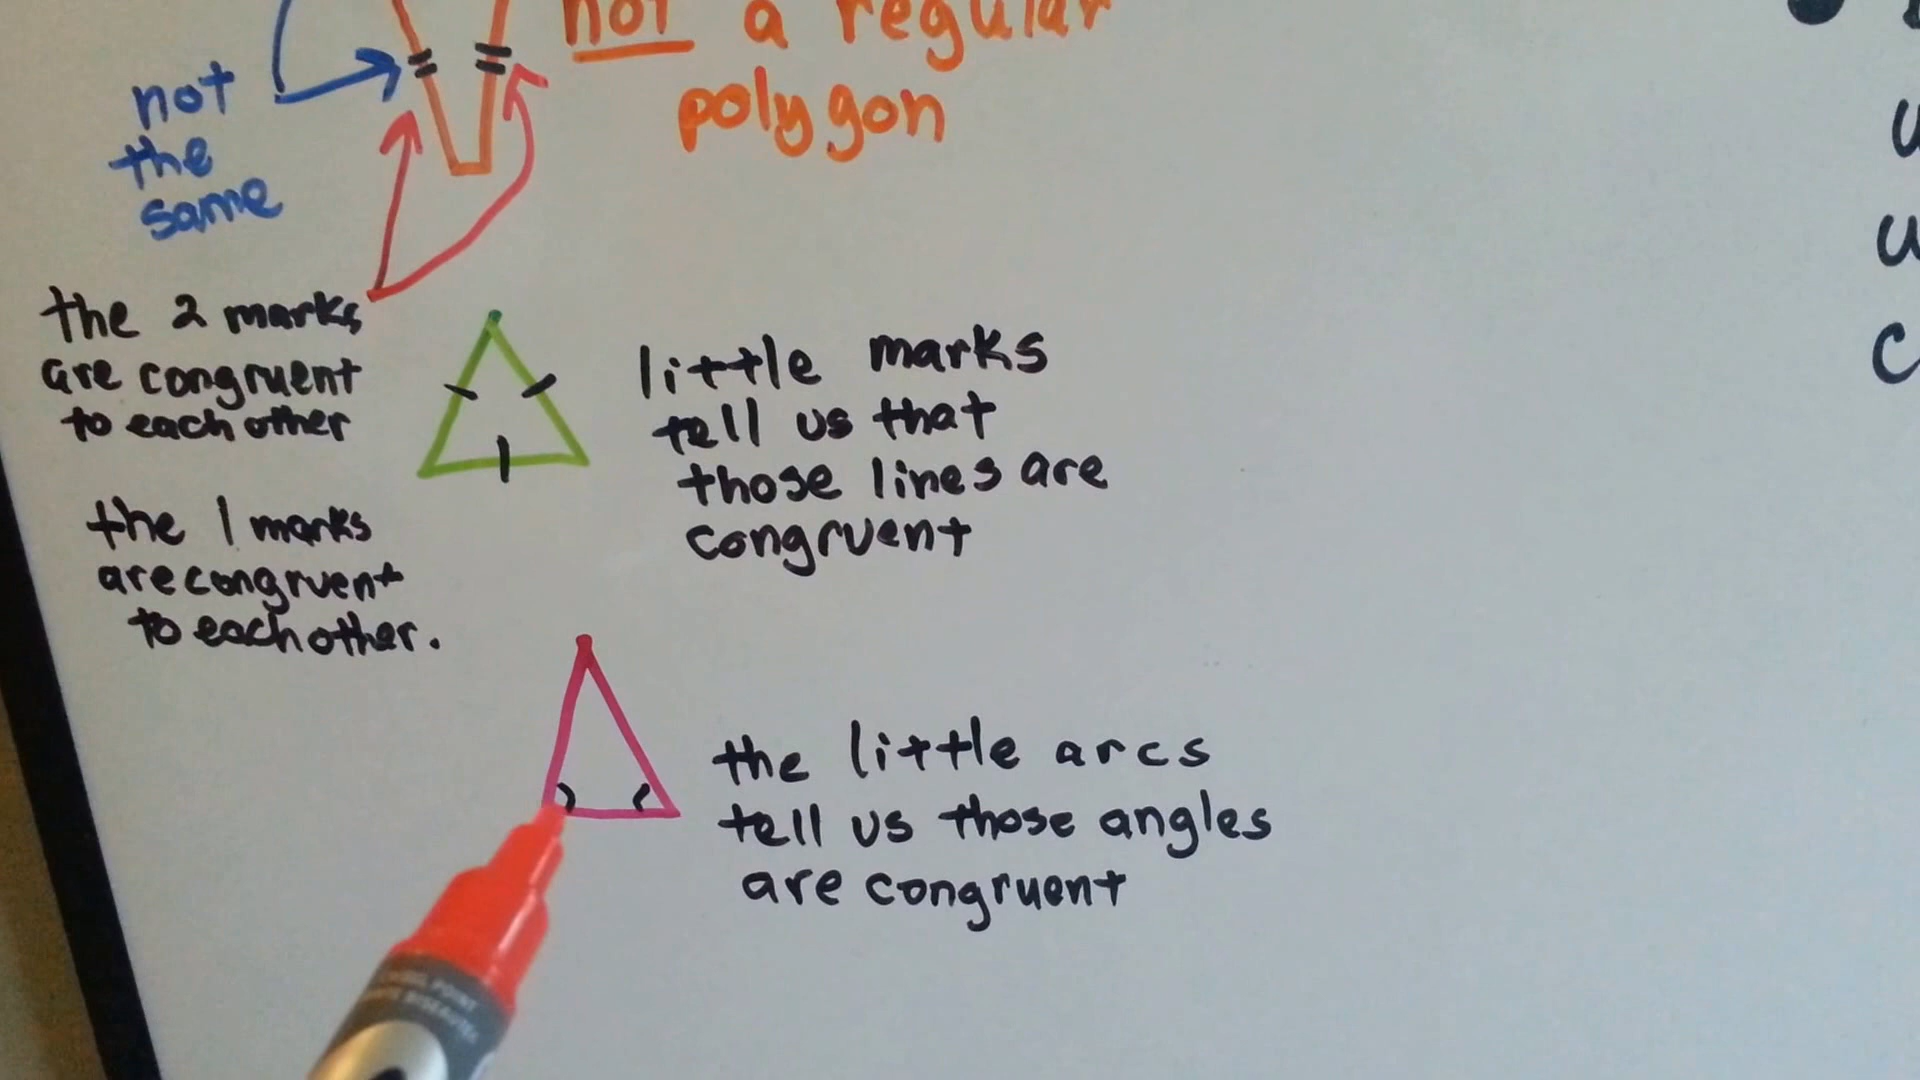 not a regular
polygon
not
the
same
the 2 marks
are congruent
to each other
little marks
tell us that
those lines are
congruent
the 1 marks
are congruent
to each other.
the little arcs
tell us those angles
are congruent